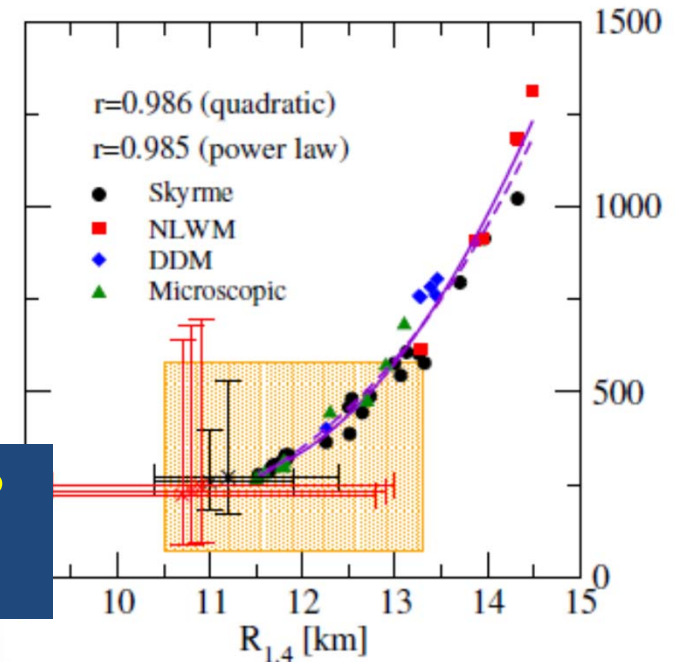 1500
r=0.986 (quadratic)
r=0.985 (power law)
Skyrme
NLWM
DDM
Microscopic
1000
500
0
10 11 12 13 14 15
R1.4 [km]